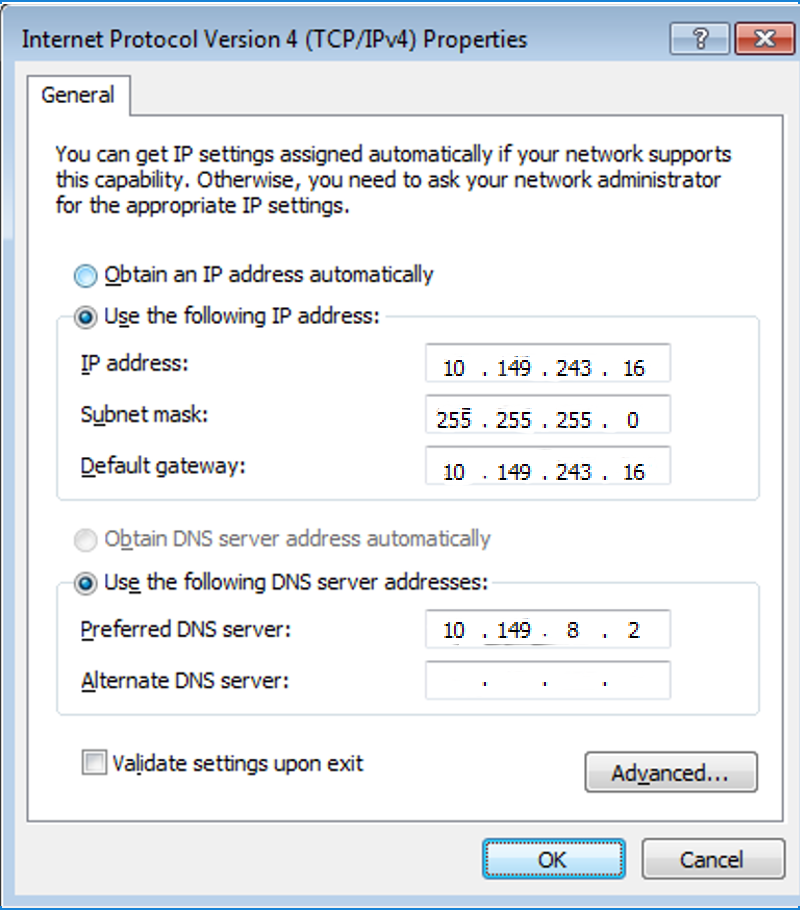 Internet Protocol Version 4 (TCP/IPv4) Properties
?
General
You can get IP settings assigned automatically if your network supports
this capability. Otherwise, you need to ask your network administrator
for the appropriate IP settings.
Obtain an IP address automatically
Use the following IP address:
IP address: 10 . 149 . 243 . 16
Subnet mask: 255 . 255 . 255 . 0
Default gateway: 10 . 149 . 243 . 16
Obtain DNS server address automatically
Use the following DNS server addresses:
Preferred DNS server: 10 . 149 . 8 . 2
Alternate DNS server: . . .
Validate settings upon exit
Advanced...
OK Cancel